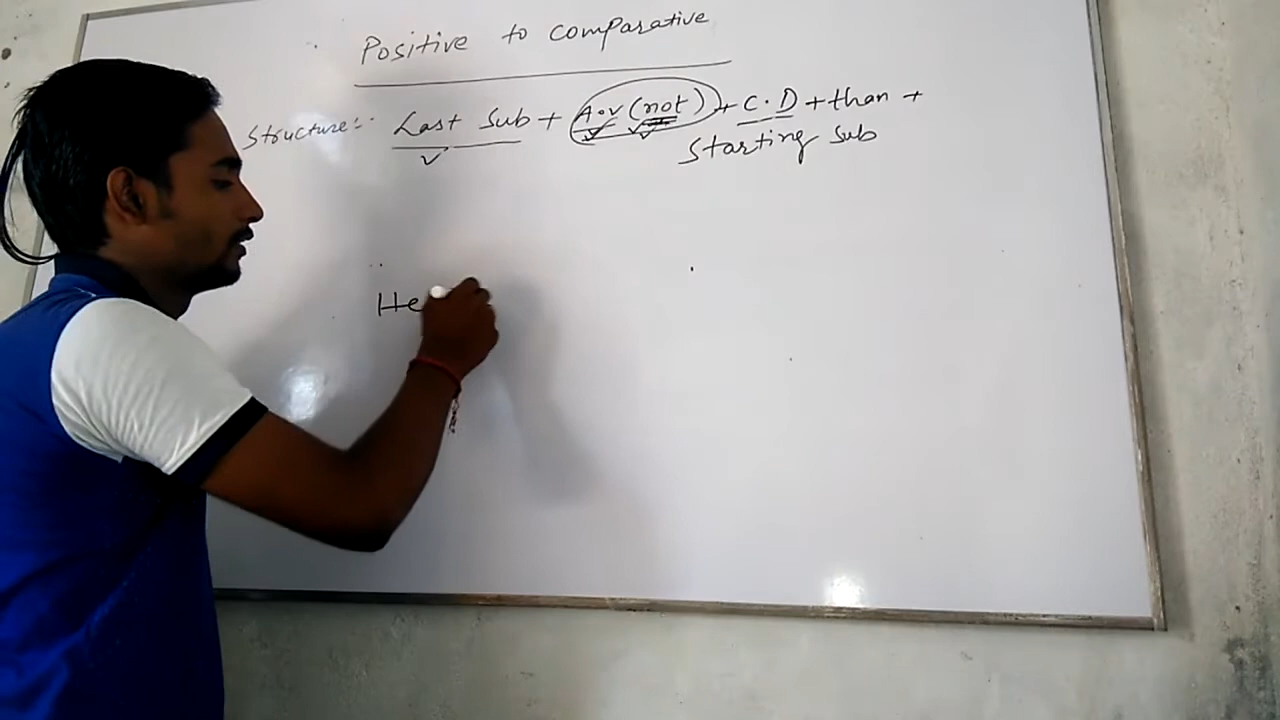 Positive to comparative
Structure:- Last Sub + A.v (not) + C.D + than +
Starting Sub
He